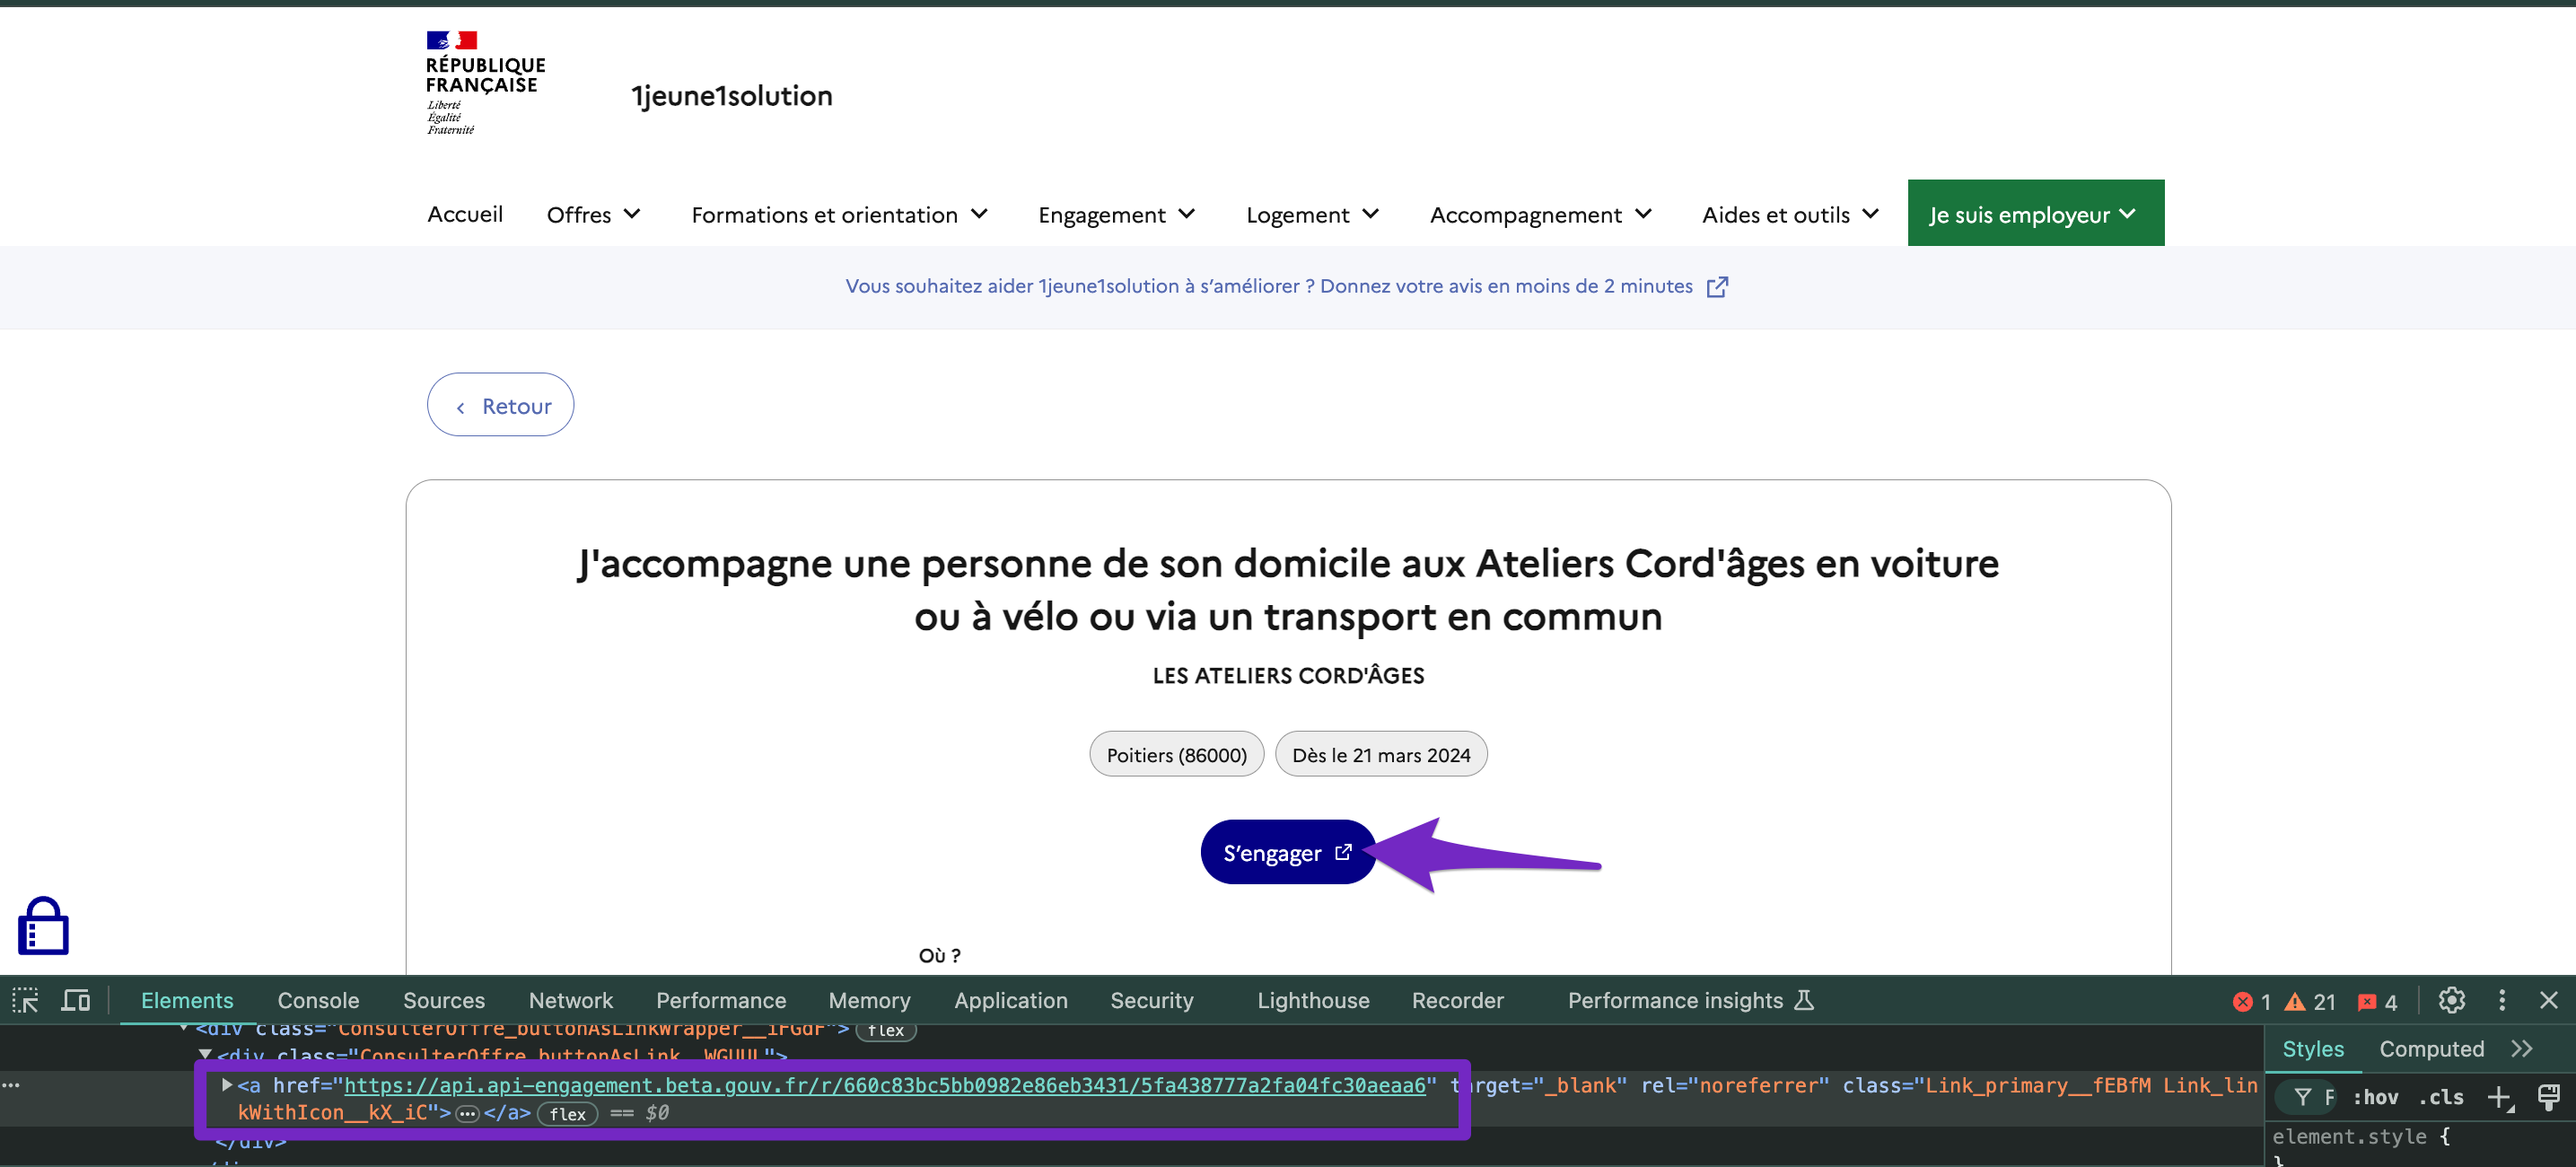 RÉPUBLIQUE
FRANÇAISE
Liberté
Égalité
Fraternité
1jeune1solution
Accueil Offres Formations et orientation Engagement Logement Accompagnement Aides et outils Je suis employeur
Vous souhaitez aider 1jeune1solution à s’améliorer ? Donnez votre avis en moins de 2 minutes
‹ Retour
J'accompagne une personne de son domicile aux Ateliers Cord'âges en voiture
ou à vélo ou via un transport en commun
LES ATELIERS CORD'ÂGES
Poitiers (86000) Dès le 21 mars 2024
S’engager
Où ?
Elements Console Sources Network Performance Memory Application Security Lighthouse Recorder Performance insights 1 21 4
<div class="ConsulterOffre_buttonAsLinkWrapper__iFGdF"> flex
<div class="ConsulterOffre_buttonAsLink__WGUUL">
<a href="https://api.api-engagement.beta.gouv.fr/r/660c83bc5bb0982e86eb3431/5fa438777a2fa04fc30aeaa6" target="_blank" rel="noreferrer" class="Link_primary__fEBfM Link_lin
kWithIcon__kX_iC"> … </a> flex == $0
</div>
Styles Computed
F :hov .cls
element.style {
}